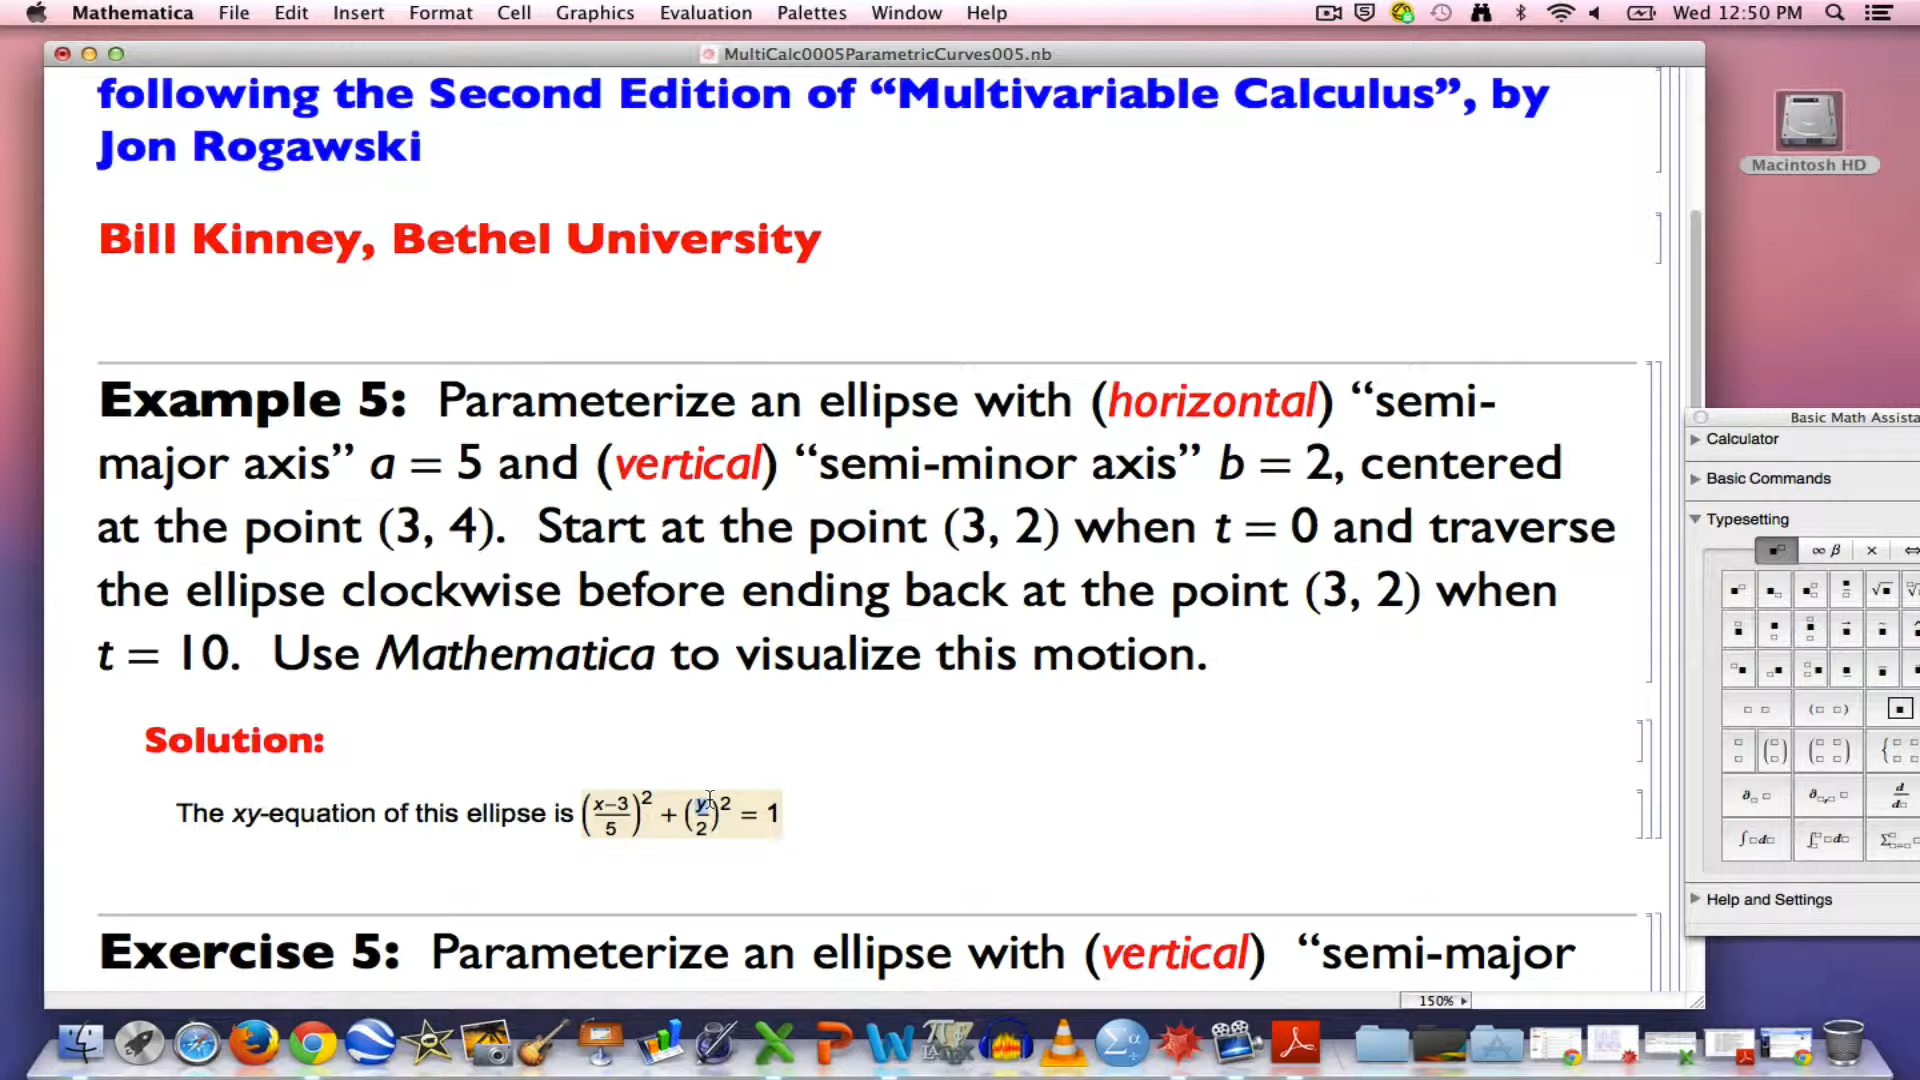 Mathematica File Edit Insert Format Cell Graphics Evaluation Palettes Window Help Wed 12:50 PM
MultiCalc0005ParametricCurves005.nb
following the Second Edition of “Multivariable Calculus”, by
Jon Rogawski
Macintosh HD
Bill Kinney, Bethel University
Example 5: Parameterize an ellipse with (horizontal) “semi-
major axis” a = 5 and (vertical) “semi-minor axis” b = 2, centered
at the point (3, 4). Start at the point (3, 2) when t = 0 and traverse
the ellipse clockwise before ending back at the point (3, 2) when
t = 10. Use Mathematica to visualize this motion.
Solution:
The xy-equation of this ellipse is ((x−3)/5)² + (y/2)² = 1
Exercise 5: Parameterize an ellipse with (vertical) “semi-major
150%
Basic Math Assista
Calculator
Basic Commands
Typesetting
∞ β
Help and Settings